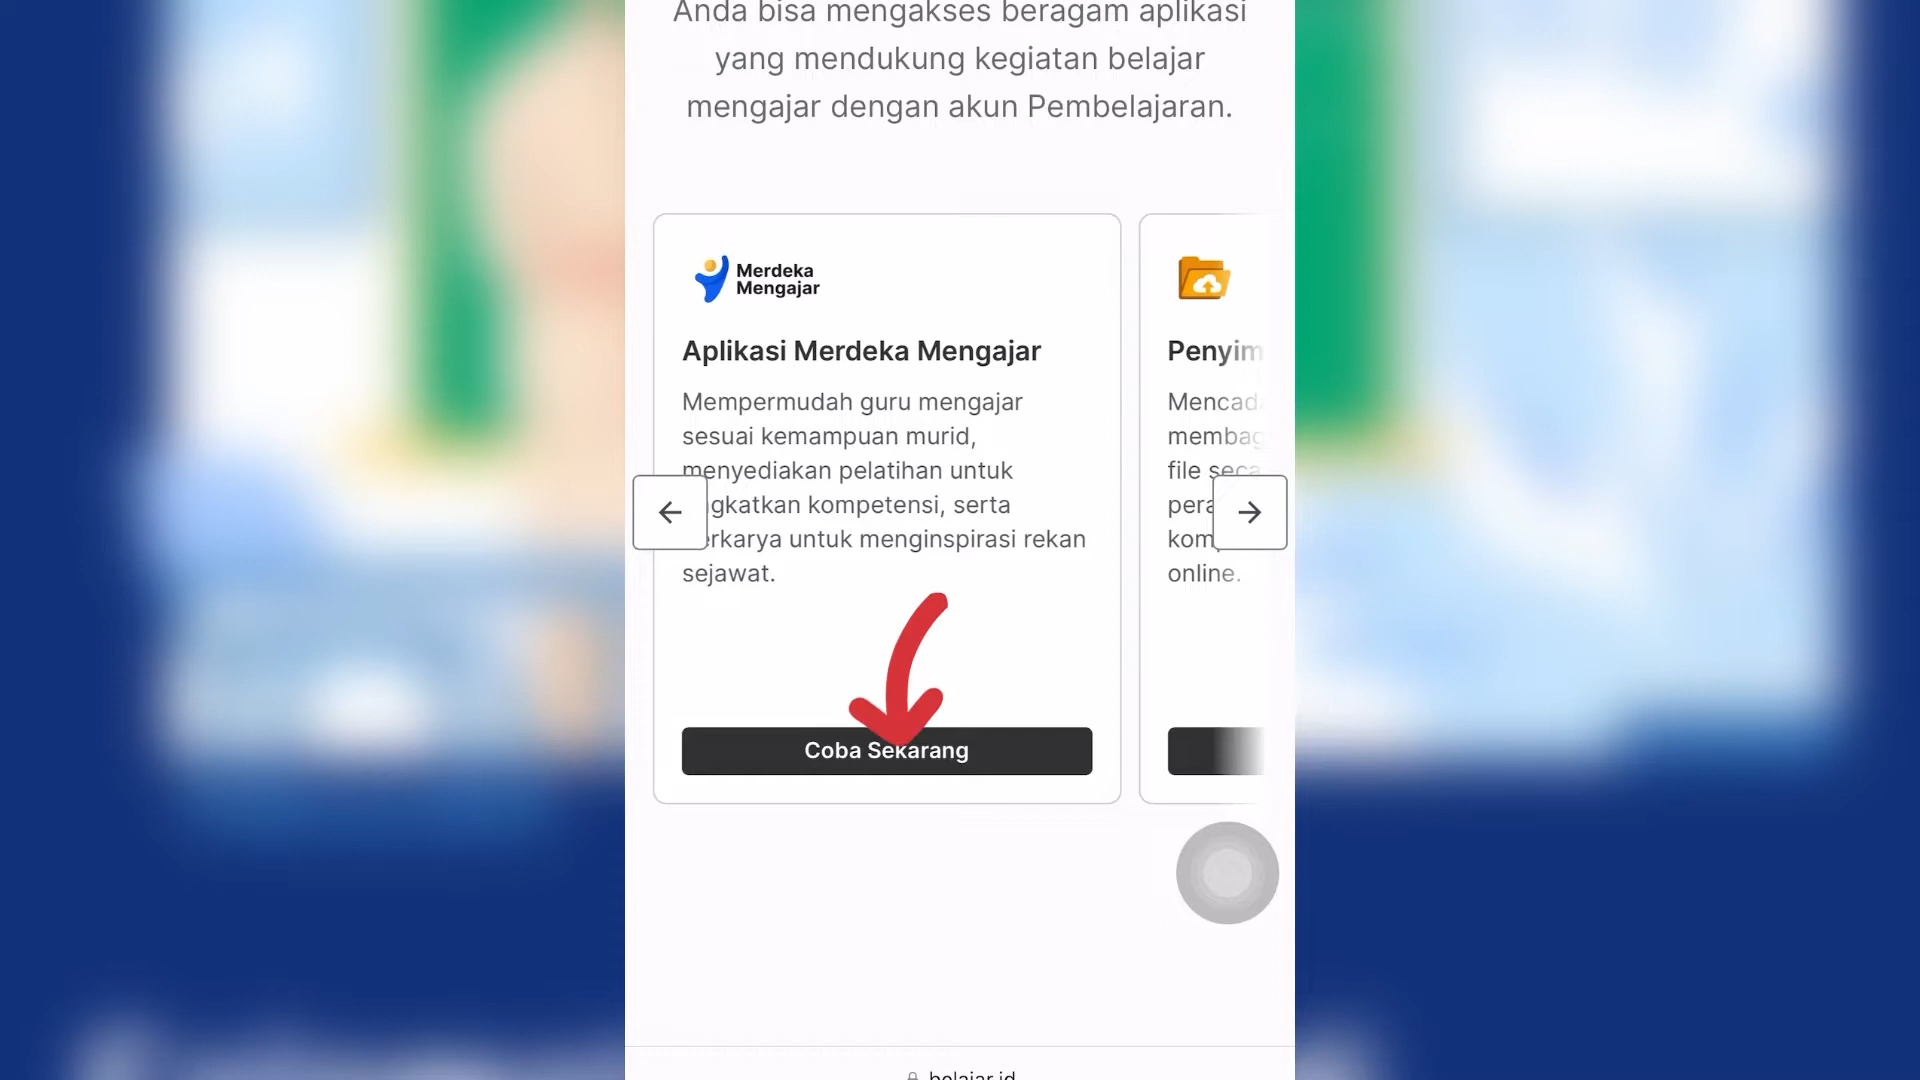 Anda bisa mengakses beragam aplikasi
yang mendukung kegiatan belajar
mengajar dengan akun Pembelajaran.
Merdeka
Mengajar
Aplikasi Merdeka Mengajar
Mempermudah guru mengajar
sesuai kemampuan murid,
menyediakan pelatihan untuk
gkatkan kompetensi, serta
erkarya untuk menginspirasi rekan
sejawat.
Coba Sekarang
Penyim
Mencad
membag
file seca
pera
kom
online.
belajar.id